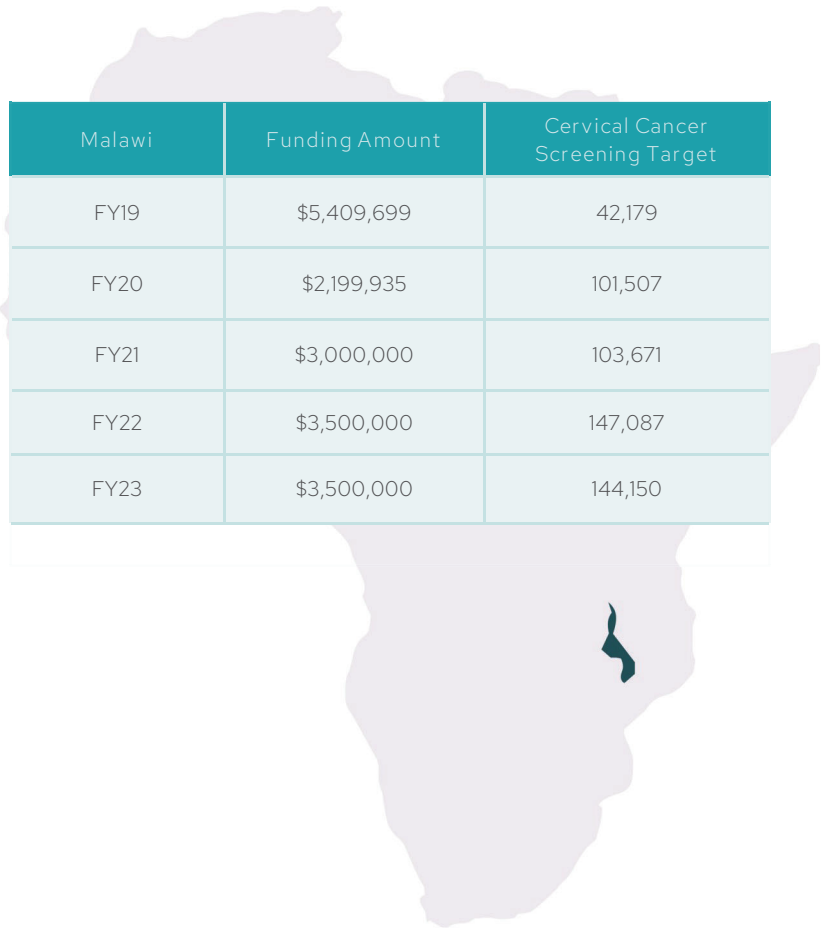 Malawi
Funding Amount
Cervical Cancer
Screening Target
FY19
$5,409,699
42,179
FY20
$2,199,935
101,507
FY21
$3,000,000
103,671
FY22
$3,500,000
147,087
FY23
$3,500,000
144,150